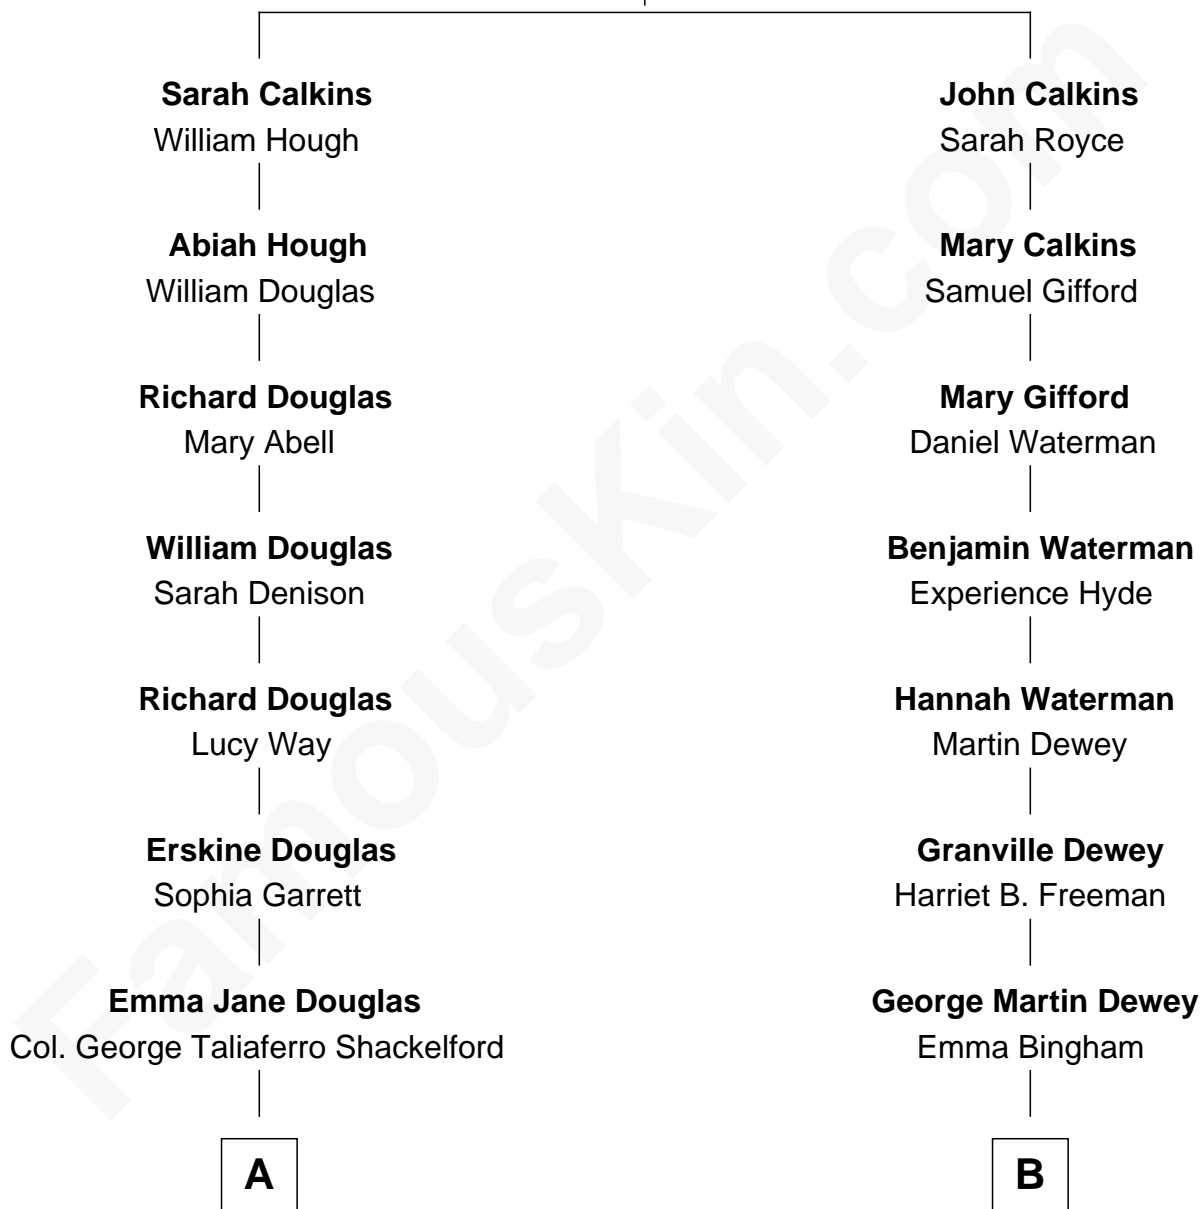 Sarah Calkins
William Hough
Abiah Hough
William Douglas
Richard Douglas
Mary Abell
William Douglas
Sarah Denison
Richard Douglas
Lucy Way
Erskine Douglas
Sophia Garrett
Emma Jane Douglas
Col. George Taliaferro Shackelford
A
John Calkins
Sarah Royce
Mary Calkins
Samuel Gifford
Mary Gifford
Daniel Waterman
Benjamin Waterman
Experience Hyde
Hannah Waterman
Martin Dewey
Granville Dewey
Harriet B. Freeman
George Martin Dewey
Emma Bingham
B
FamousKin.com